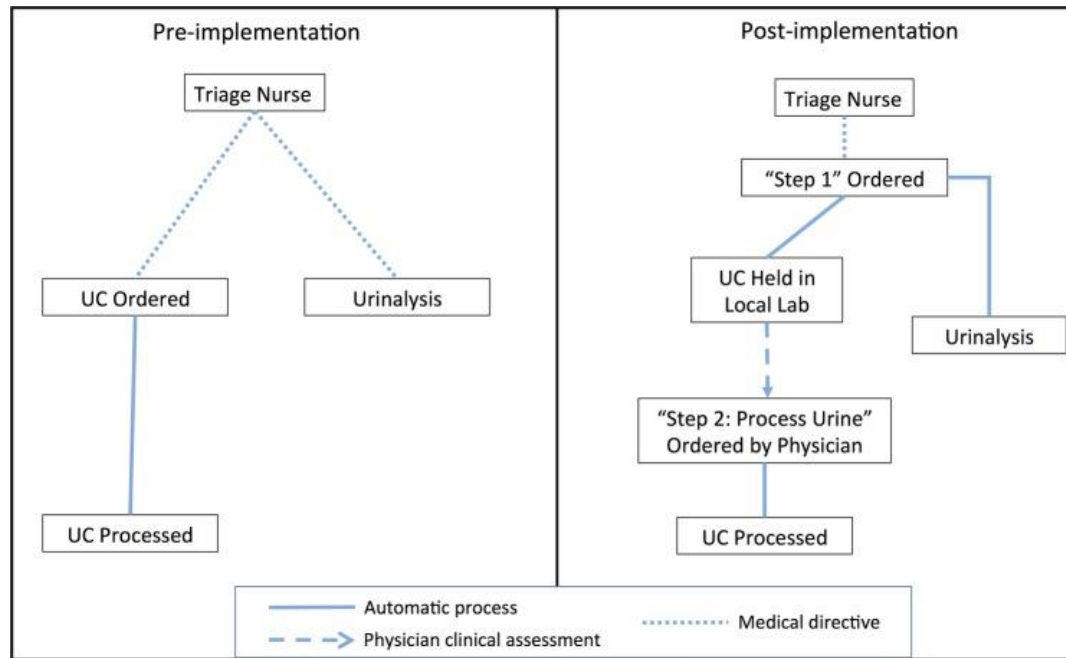 Pre-implementation
Triage Nurse
UC Ordered
Urinalysis
UC Processed
Post-implementation
Triage Nurse
“Step 1” Ordered
UC Held in
Local Lab
Urinalysis
“Step 2: Process Urine”
Ordered by Physician
UC Processed
Automatic process
Physician clinical assessment
Medical directive